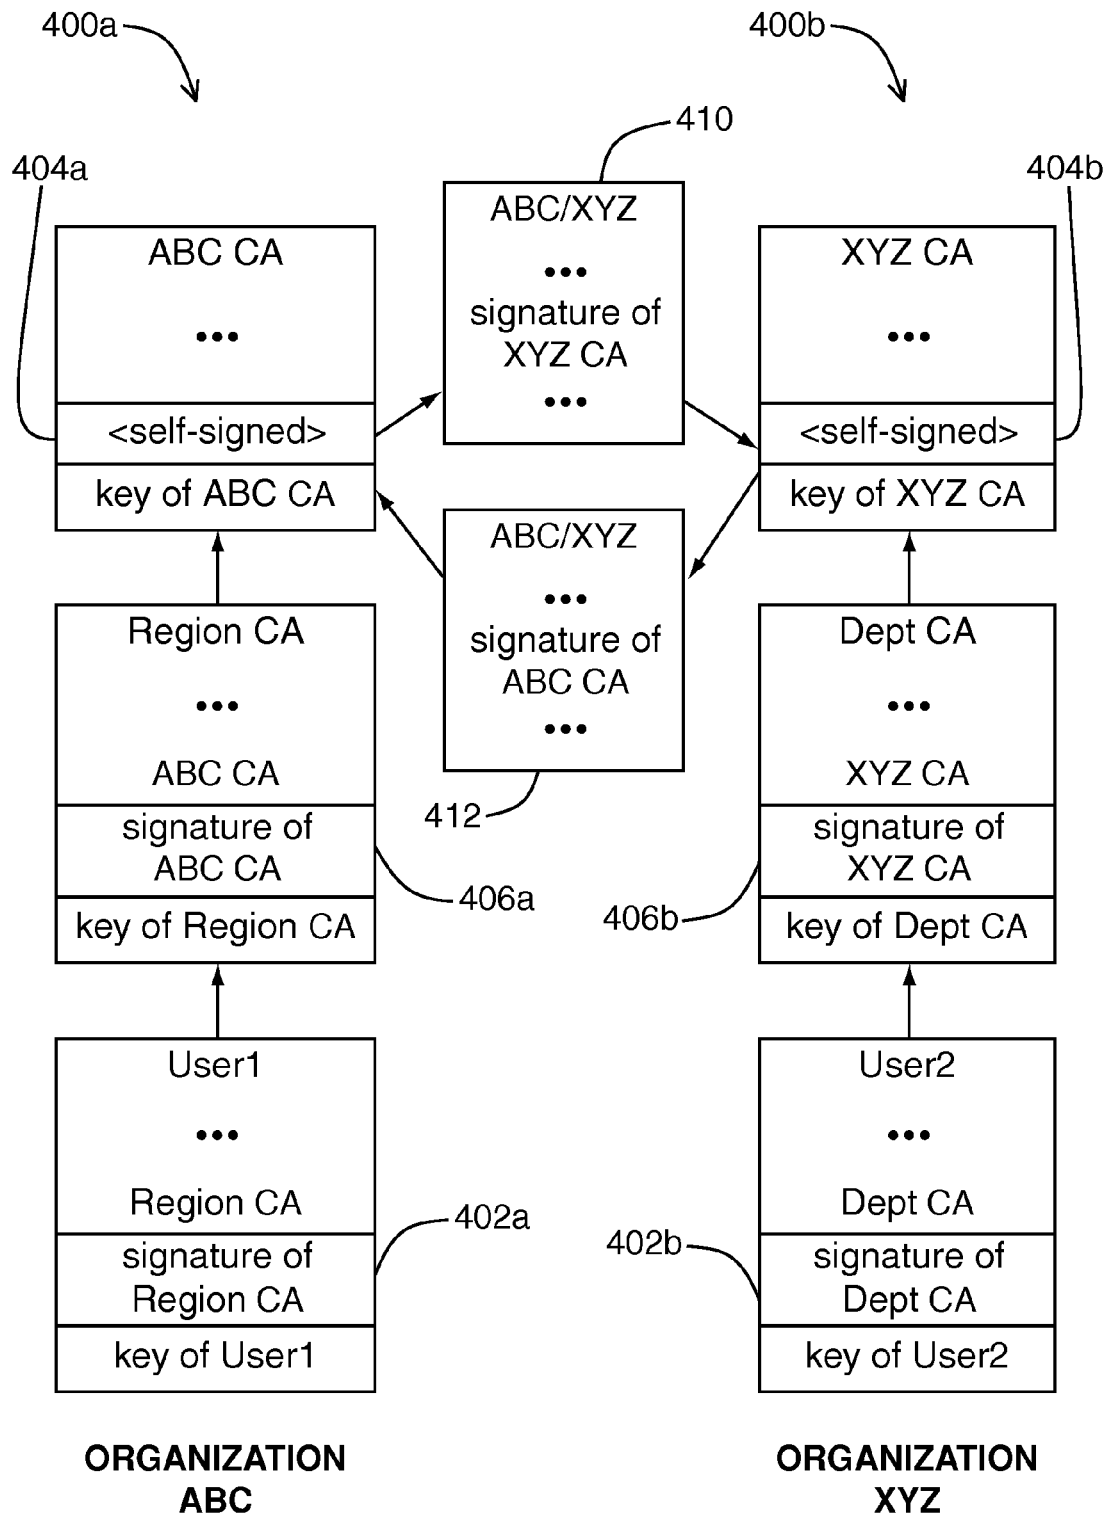 400a
400b
410
404a
404b
ABC/XYZ
•••
signature of
XYZ CA
•••
ABC CA
•••
<self-signed>
key of ABC CA
XYZ CA
•••
<self-signed>
key of XYZ CA
ABC/XYZ
•••
signature of
ABC CA
•••
412
Region CA
•••
ABC CA
signature of
ABC CA
key of Region CA
406a
Dept CA
•••
XYZ CA
signature of
XYZ CA
key of Dept CA
406b
User1
•••
Region CA
signature of
Region CA
key of User1
402a
User2
•••
Dept CA
signature of
Dept CA
key of User2
402b
ORGANIZATION
ABC
ORGANIZATION
XYZ